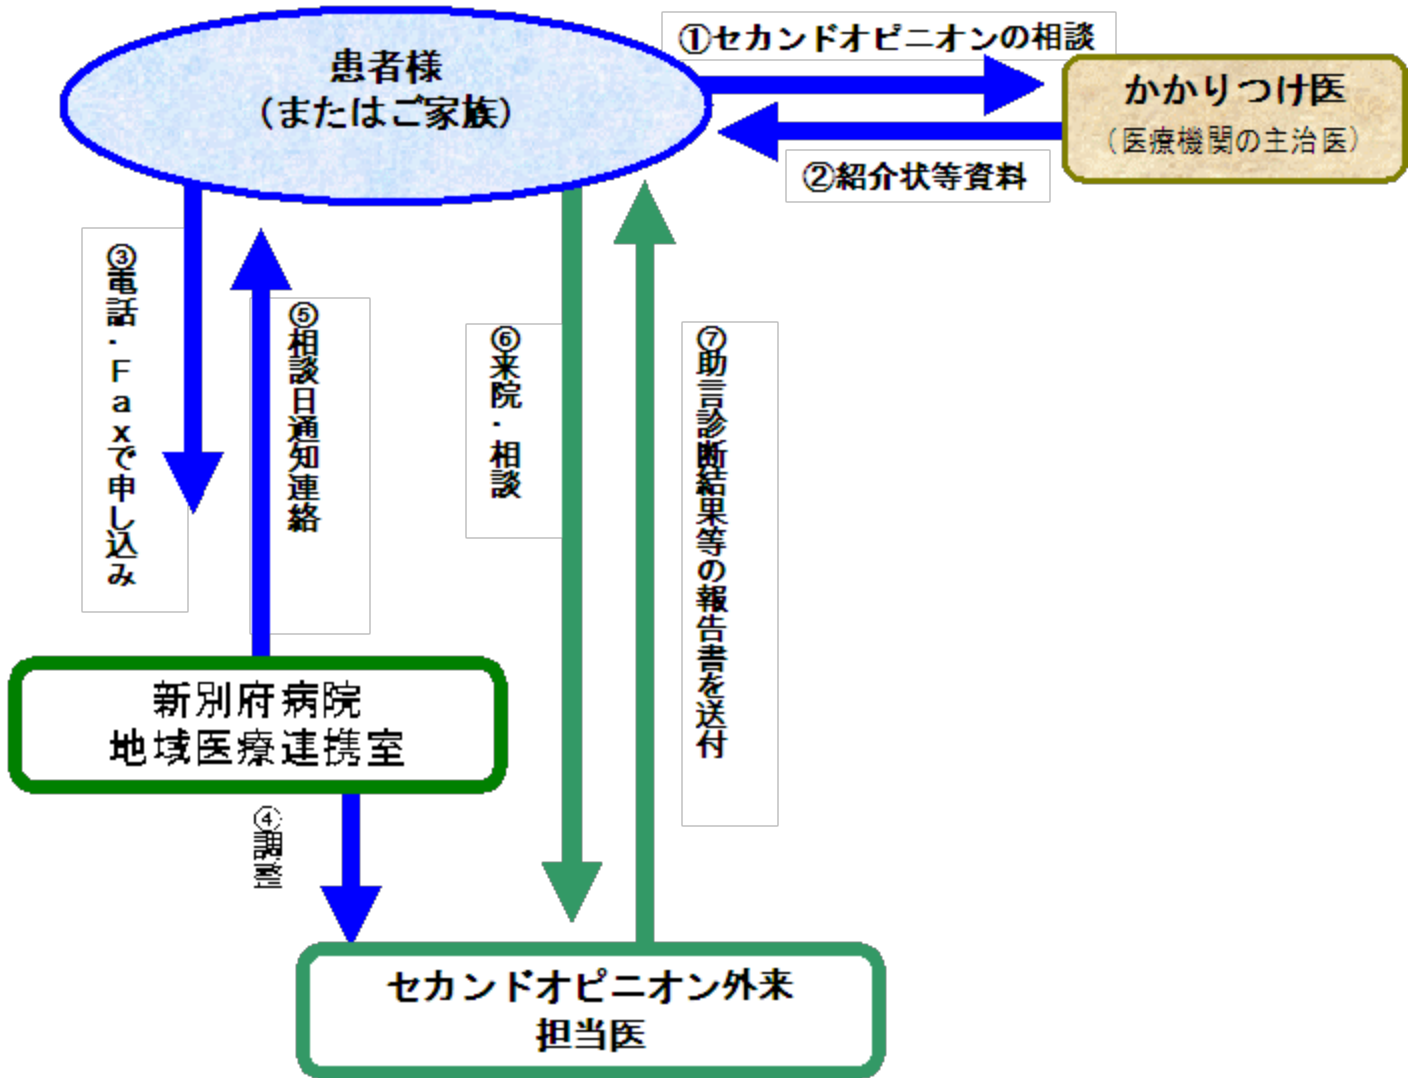 ①セカンドオピニオンの相談
患者様
（またはご家族）
かかりつけ医
（医療機関の主治医）
②紹介状等資料
③電話・Faxで申し込み
⑤相談日通知連絡
⑥来院・相談
⑦助言診断結果等の報告書を送付
新別府病院
地域医療連携室
④調整
セカンドオピニオン外来
担当医